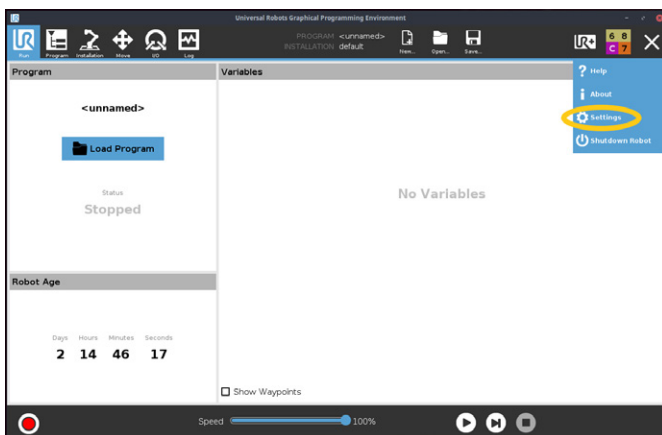 Universal Robots Graphical Programming Environment
UR
Run
Program
Installation
Move
I/O
Log
PROGRAM <unnamed>
INSTALLATION default
New...
Open...
Save...
UR+
6 8
C 7
Program
Variables
? Help
i About
Settings
Shutdown Robot
<unnamed>
Load Program
Status
Stopped
No Variables
Robot Age
Days Hours Minutes Seconds
2 14 46 17
Show Waypoints
Speed 100%